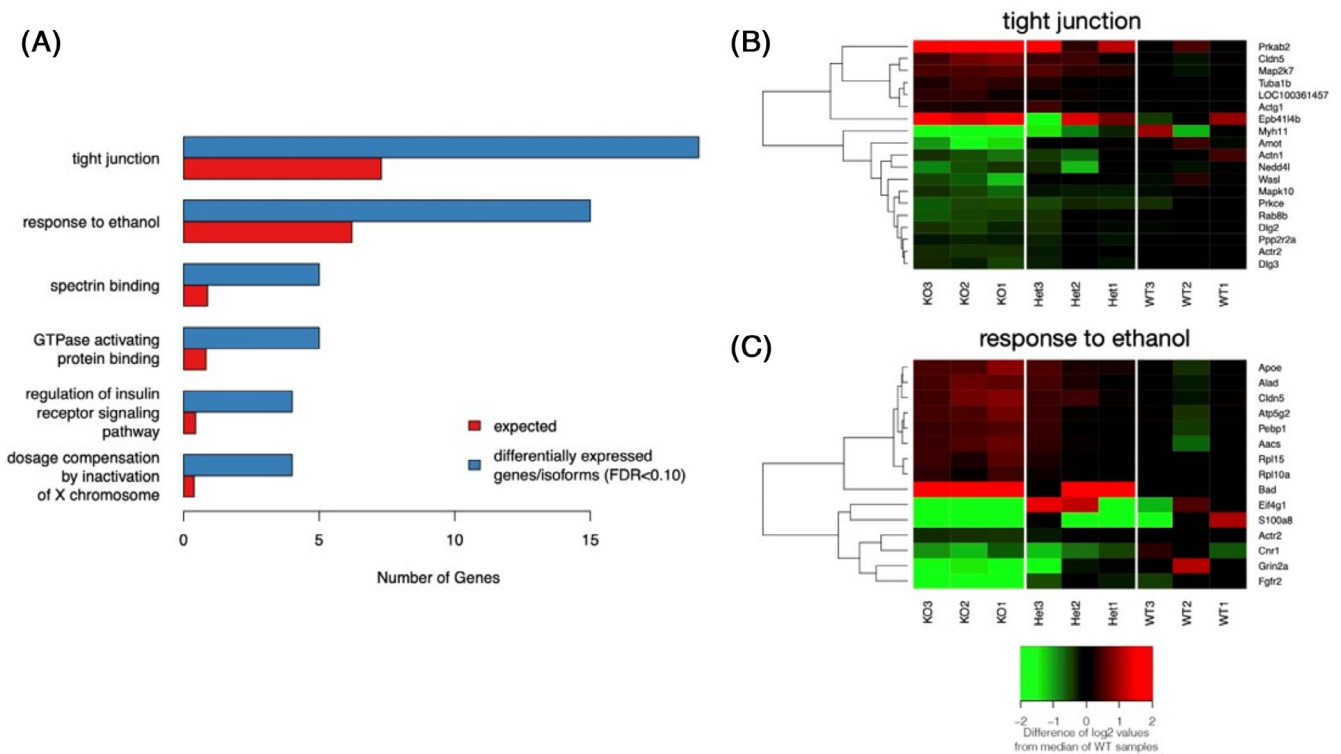 (A)
tight junction
response to ethanol
spectrin binding
GTPase activating
protein binding
regulation of insulin
receptor signaling
pathway
dosage compensation
by inactivation
of X chromosome
expected
differentially expressed
genes/isoforms (FDR<0.10)
0 5 10 15
Number of Genes
(B)
tight junction
Prkab2
Cldn5
Map2k7
Tuba1b
LOC100361457
Actg1
Epb41l4b
Myh11
Amot
Actn1
Nedd4l
Wasl
Mapk10
Prkce
Rab8b
Dlg2
Ppp2r2a
Actr2
Dlg3
KO3 KO2 KO1 Het3 Het2 Het1 WT3 WT2 WT1
(C)
response to ethanol
Apoe
Alad
Cldn5
Atp5g2
Pebp1
Aacs
Rpl15
Rpl10a
Bad
Eif4g1
S100a8
Actr2
Cnr1
Grin2a
Fgfr2
KO3 KO2 KO1 Het3 Het2 Het1 WT3 WT2 WT1
−2 −1 0 1 2
Difference of log2 values
from median of WT samples